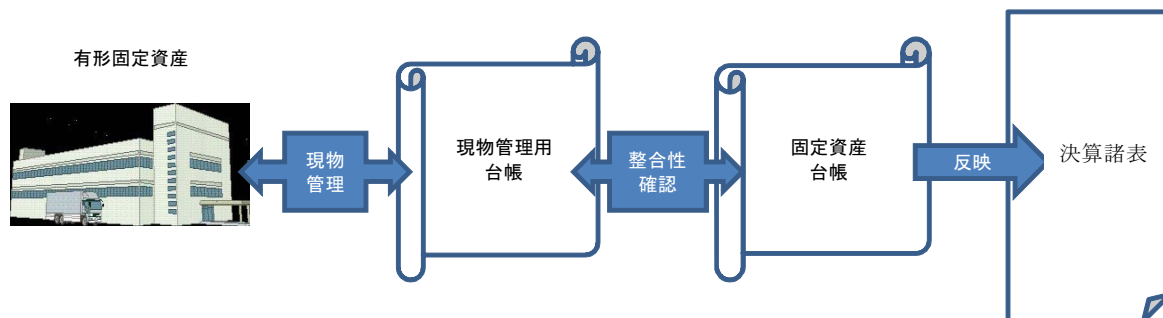 有形固定資産
現物
管理
現物管理用
台帳
整合性
確認
固定資産
台帳
反映
決算諸表